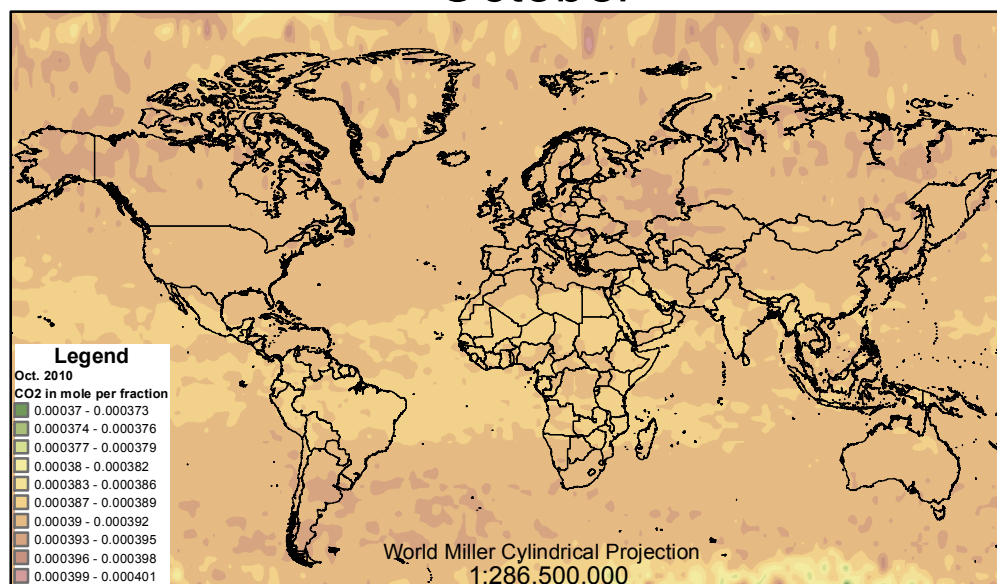 October
Legend
Oct. 2010
CO2 in mole per fraction
0.00037 - 0.000373
0.000374 - 0.000376
0.000377 - 0.000379
0.00038 - 0.000382
0.000383 - 0.000386
0.000387 - 0.000389
0.00039 - 0.000392
0.000393 - 0.000395
0.000396 - 0.000398
0.000399 - 0.000401
World Miller Cylindrical Projection
1:286.500.000